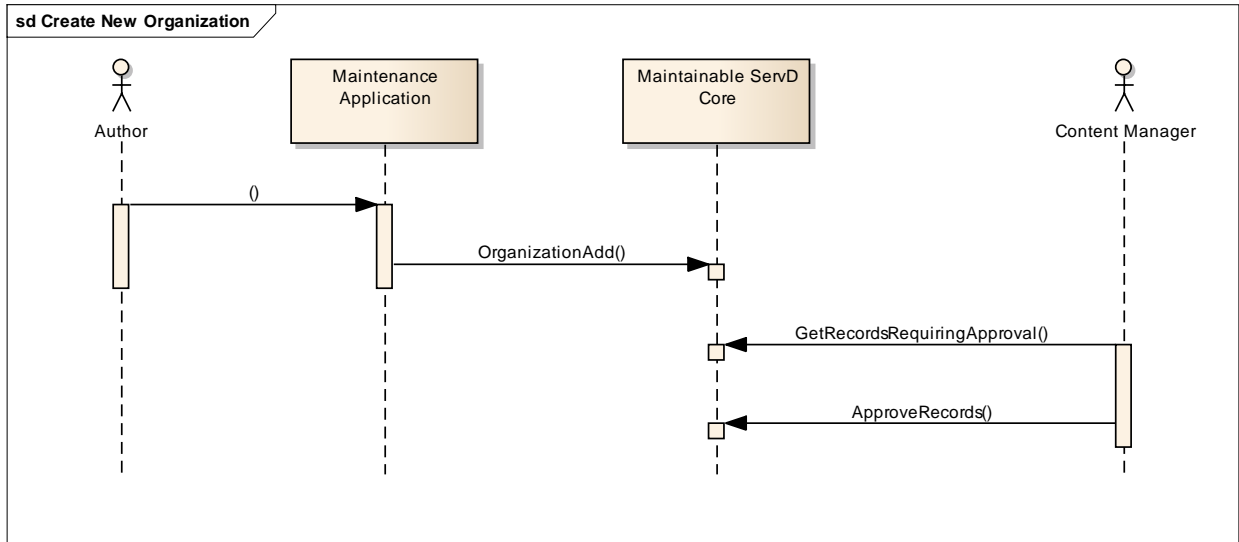 sd Create New Organization
Maintenance
Application
Maintainable ServD
Core
Author
Content Manager
()
OrganizationAdd()
GetRecordsRequiringApproval()
ApproveRecords()